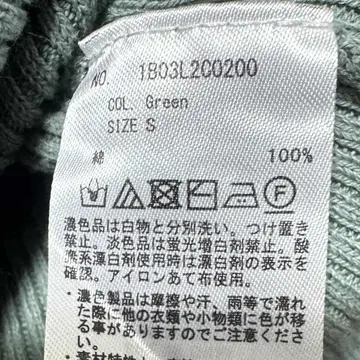 NO. 1B03L2C0200
COL. Green
SIZE S
綿 100%
F
濃色品は白物と分別洗い。つけ置き
禁止。淡色品は蛍光増白剤禁止。酸
素系漂白剤使用時は漂白剤の表示を
確認。アイロンあて布使用。
・濃色製品は摩擦や汗、雨等で濡れ
た際に他の衣類や小物類に色が移
る事がありますのでご注意ください